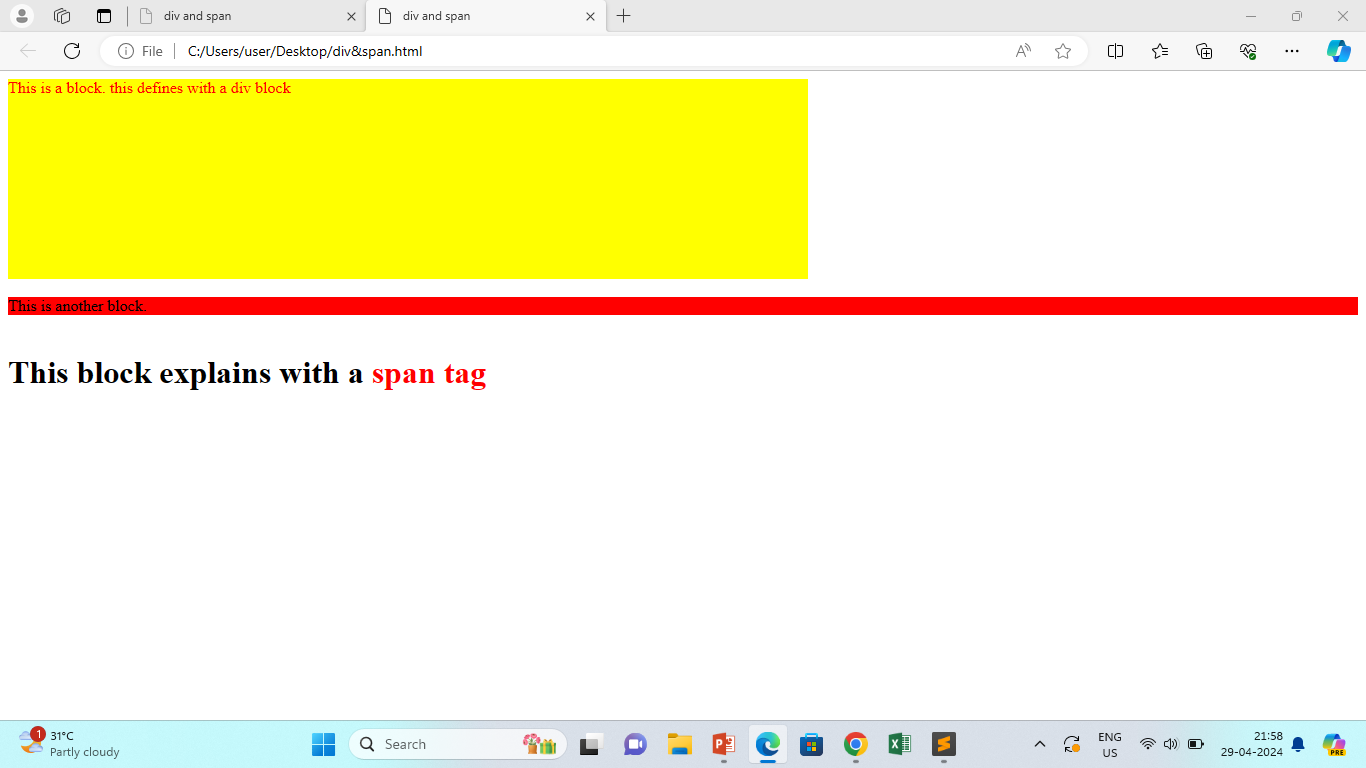 div and span
div and span
File
C:/Users/user/Desktop/div&span.html
This is a block. this defines with a div block
This is another block.
This block explains with a span tag
1
31°C
Partly cloudy
Search
ENG
US
21:58
29-04-2024
PRE